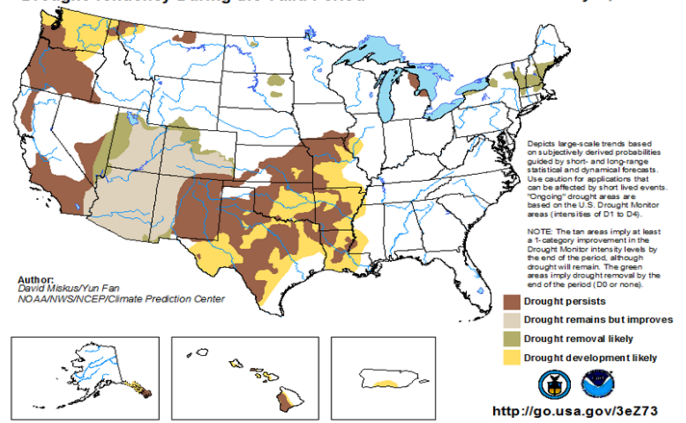 Depicts large-scale trends based
on subjectively derived probabilities
guided by short- and long-range
statistical and dynamical forecasts.
Use caution for applications that
can be affected by short lived events.
"Ongoing" drought areas are
based on the U.S. Drought Monitor
areas (intensities of D1 to D4).
NOTE: The tan areas imply at least
a 1-category improvement in the
Drought Monitor intensity levels by
the end of the period, although
drought will remain. The green
areas imply drought removal by the
end of the period (D0 or none).
Author:
David Miskus/Yun Fan
NOAA/NWS/NCEP/Climate Prediction Center
Drought persists
Drought remains but improves
Drought removal likely
Drought development likely
http://go.usa.gov/3eZ73